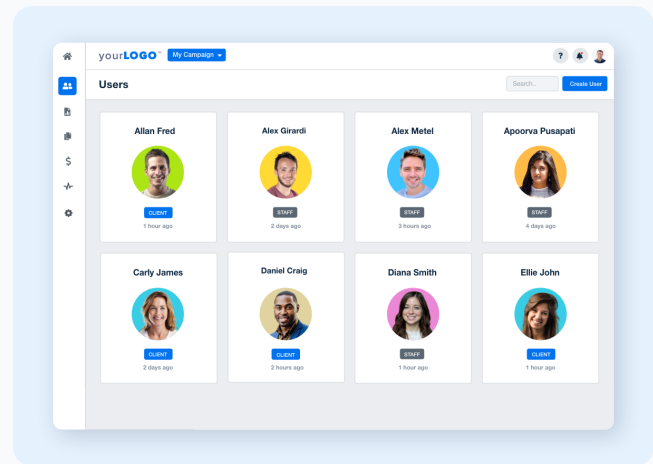 yourLOGO™ My Campaign
?
Users
Search..
Create User
Allan Fred
CLIENT
1 hour ago
Alex Girardi
STAFF
2 days ago
Alex Metel
STAFF
3 hours ago
Apoorva Pusapati
STAFF
4 days ago
Carly James
CLIENT
2 days ago
Daniel Craig
CLIENT
2 hours ago
Diana Smith
STAFF
1 hour ago
Ellie John
CLIENT
1 hour ago
$